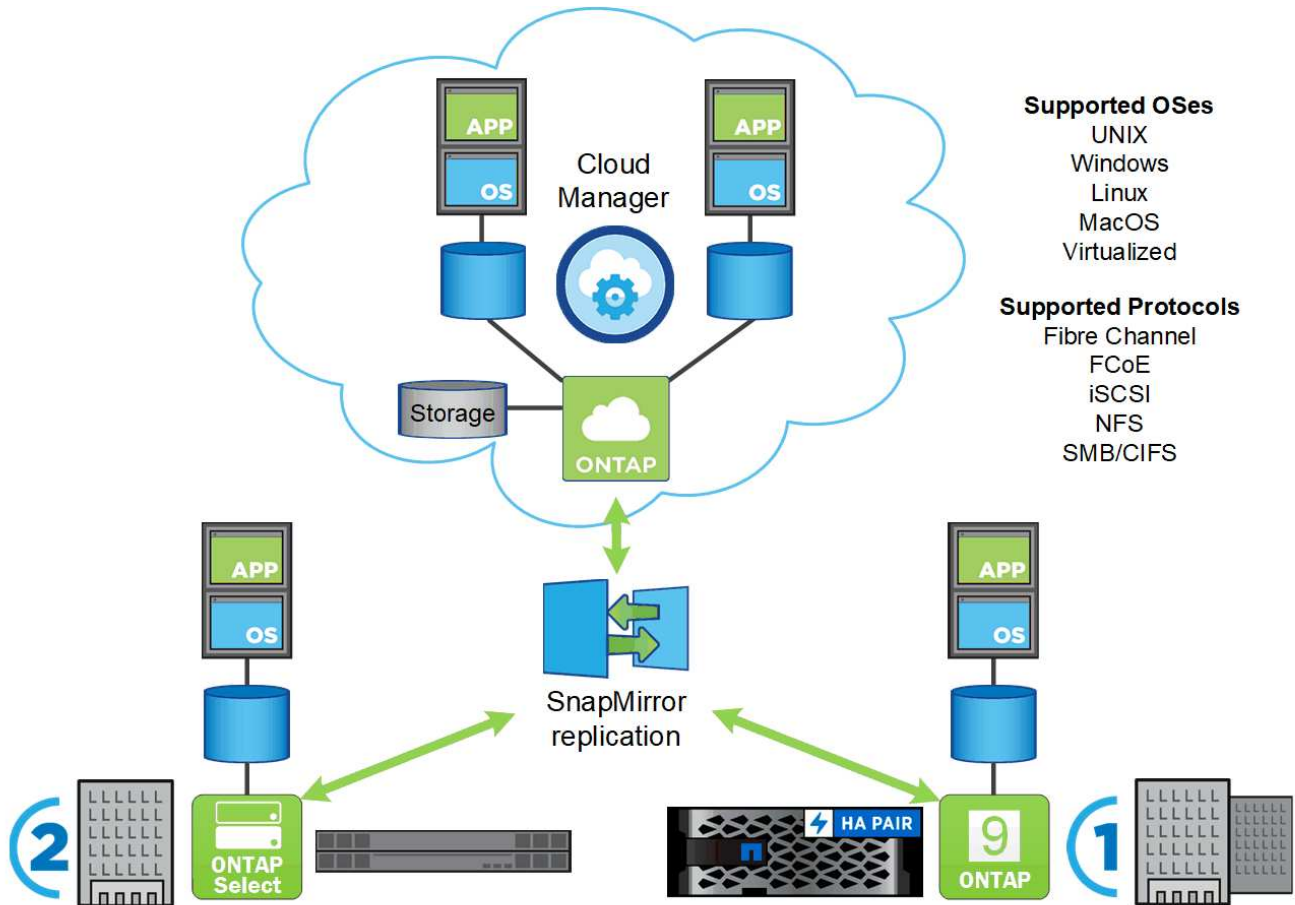 APP
OS
Cloud
Manager
APP
OS
Storage
ONTAP
Supported OSes
UNIX
Windows
Linux
MacOS
Virtualized
Supported Protocols
Fibre Channel
FCoE
iSCSI
NFS
SMB/CIFS
APP
OS
SnapMirror
replication
APP
OS
2
ONTAP
Select
HA PAIR
9
ONTAP
1